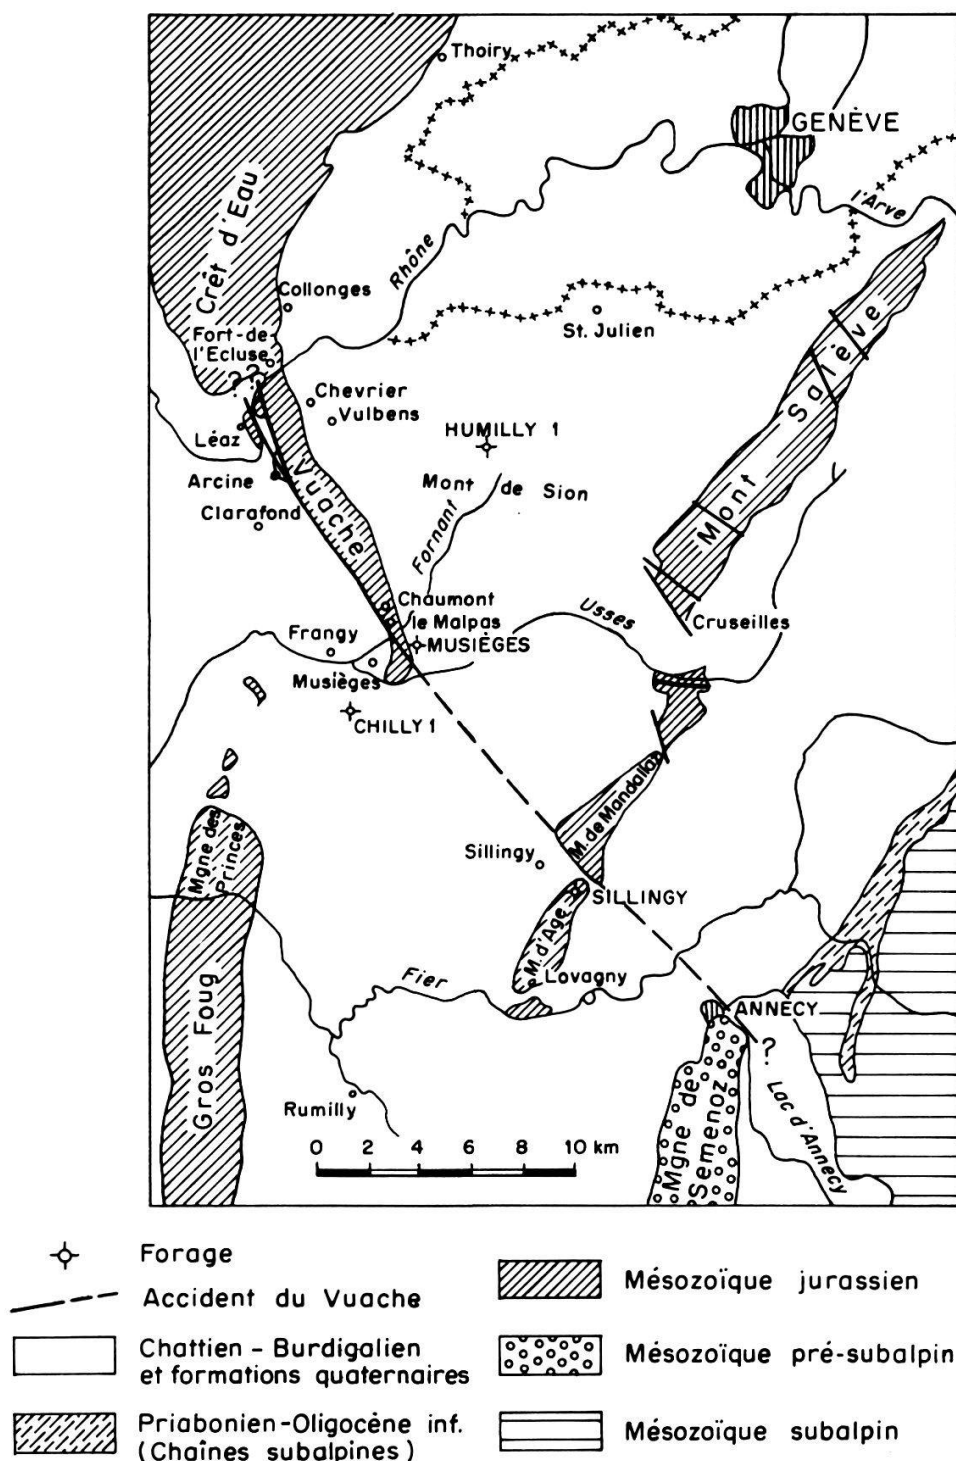 Thoiry
GENÈVE
l'Arve
Crêt d'Eau
Rhône
Collonges
St. Julien
Fort-de-
l'Ecluse
? ?
Chevrier
Vulbens
Mont Salève
Léaz
HUMILLY 1
Arcine
Vuache
Mont de Sion
Clarafond
Fornant
Chaumont
le Malpas
Usses
Cruseilles
Frangy
MUSIÈGES
Musièges
CHILLY 1
M. de Mandallaz
Mgne des
Princes
Sillingy
SILLINGY
M. d'Age
Lovagny
Fier
Gros Foug
ANNECY
?
Lac d'Annecy
Mgne de
Semenoz
Rumilly
0 2 4 6 8 10 km
Forage
Accident du Vuache
Chattien - Burdigalien
et formations quaternaires
Priabonien-Oligocène inf.
(Chaînes subalpines)
Mésozoïque jurassien
Mésozoïque pré-subalpin
Mésozoïque subalpin